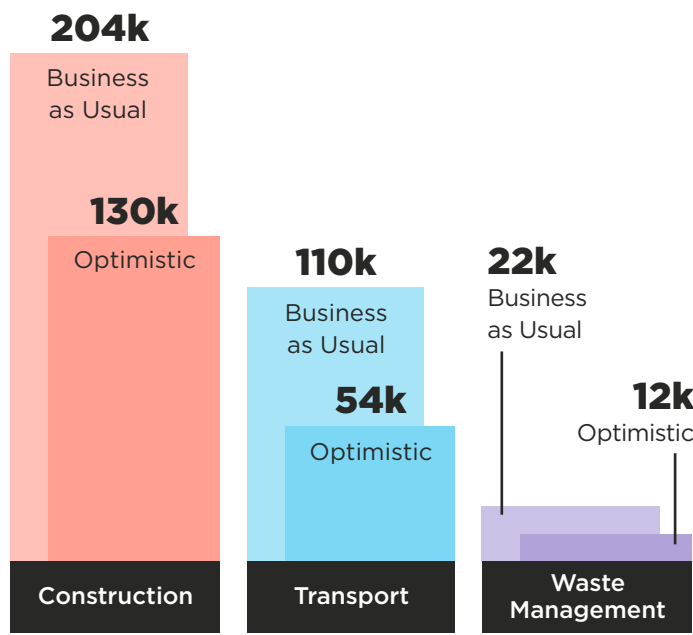 204k
Business
as Usual
130k
Optimistic
Construction
110k
Business
as Usual
54k
Optimistic
Transport
22k
Business
as Usual
12k
Optimistic
Waste
Management